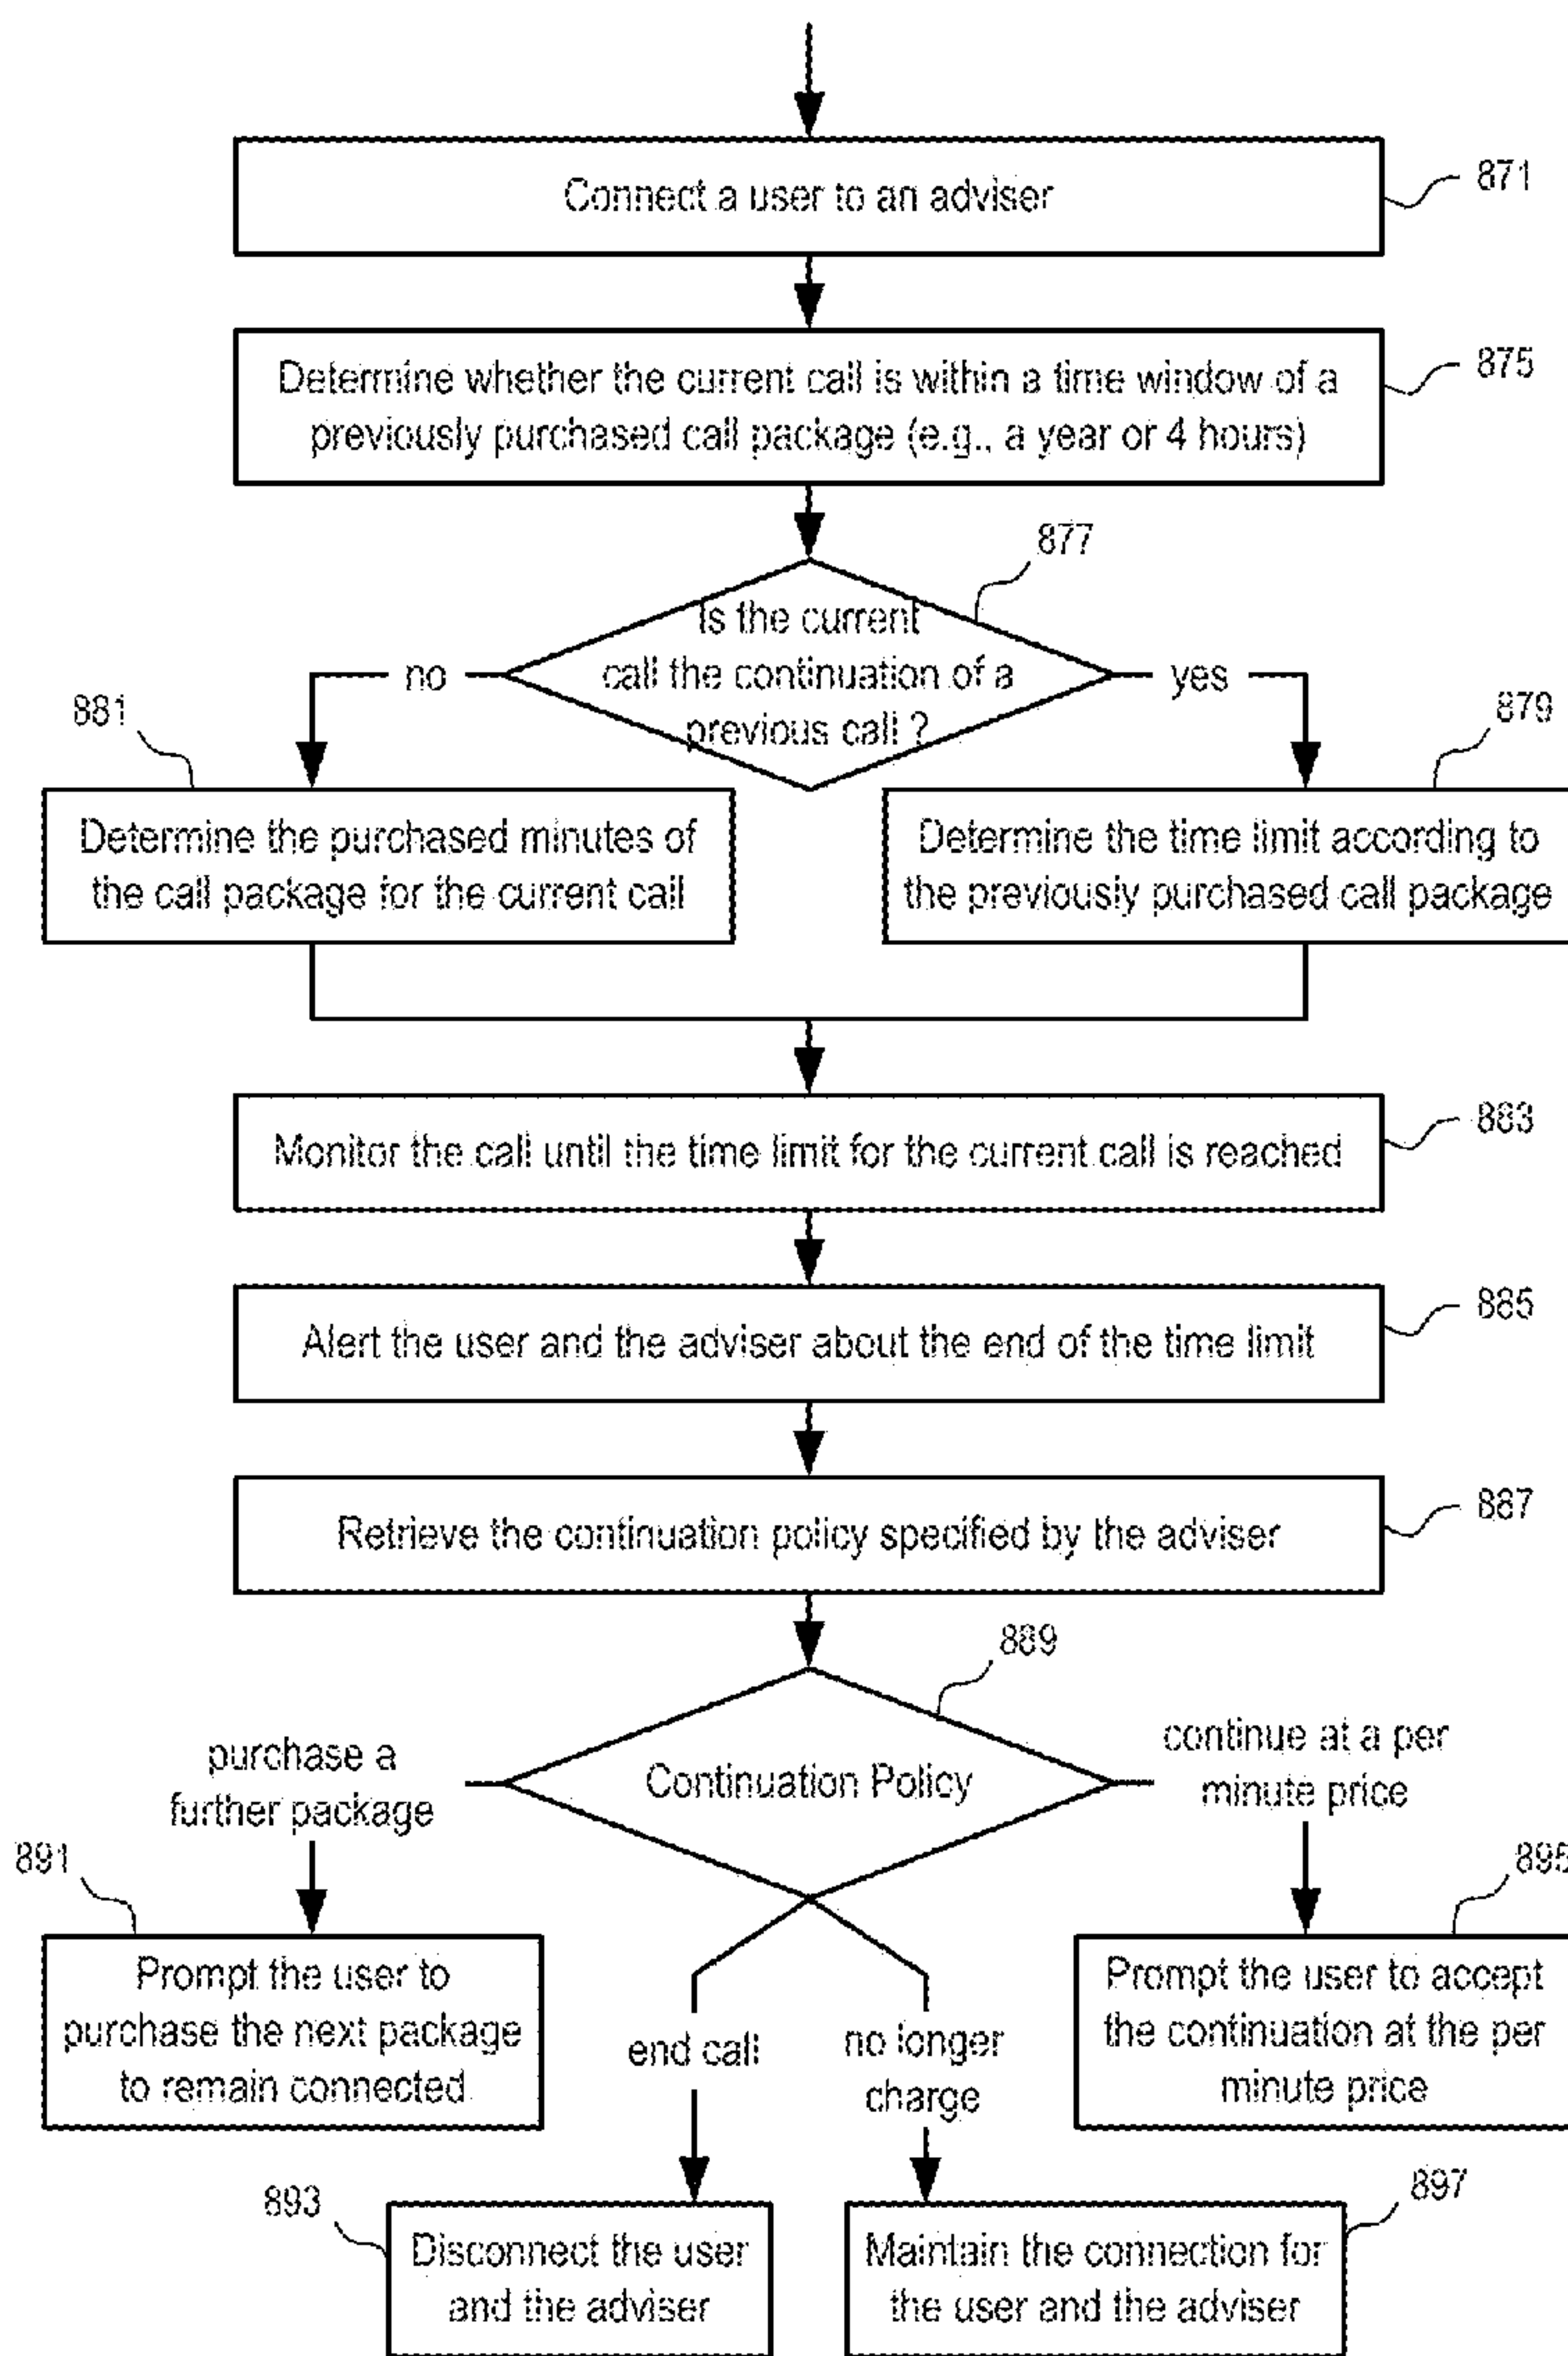 Connect a user to an adviser
871
Determine whether the current call is within a time window of a
previously purchased call package (e.g., a year or 4 hours)
875
877
Is the current
call the continuation of a
previous call ?
no
yes
881
879
Determine the purchased minutes of
the call package for the current call
Determine the time limit according to
the previously purchased call package
Monitor the call until the time limit for the current call is reached
883
Alert the user and the adviser about the end of the time limit
885
Retrieve the continuation policy specified by the adviser
887
889
Continuation Policy
purchase a
further package
continue at a per
minute price
891
895
Prompt the user to
purchase the next package
to remain connected
end call
no longer
charge
Prompt the user to accept
the continuation at the per
minute price
893
897
Disconnect the user
and the adviser
Maintain the connection for
the user and the adviser